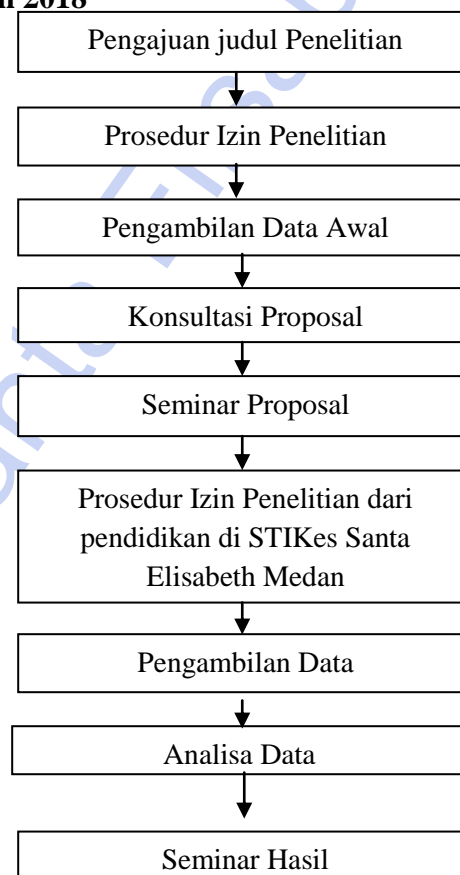 2018
Pengajuan judul Penelitian
Prosedur Izin Penelitian
Pengambilan Data Awal
Konsultasi Proposal
Seminar Proposal
Prosedur Izin Penelitian dari
pendidikan di STIKes Santa
Elisabeth Medan
Pengambilan Data
Analisa Data
Seminar Hasil